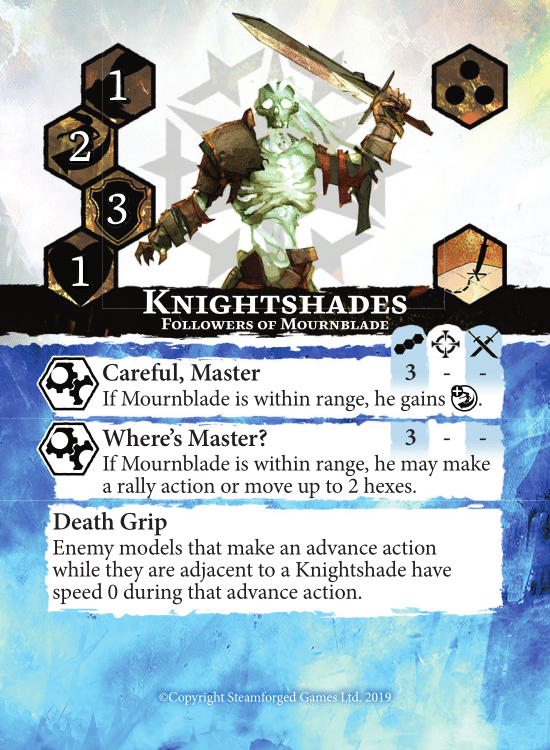 1
2
3
1
KNIGHTSHADES
FOLLOWERS OF MOURNBLADE
Careful, Master 3 - -
If Mournblade is within range, he gains .
Where's Master? 3 - -
If Mournblade is within range, he may make
a rally action or move up to 2 hexes.
Death Grip
Enemy models that make an advance action
while they are adjacent to a Knightshade have
speed 0 during that advance action.
©Copyright Steamforged Games Ltd. 2019